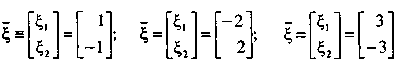 ξ̄ ≡ [ξ₁ ξ₂] = [1 −1]; ξ̄ = [ξ₁ ξ₂] = [−2 2]; ξ̄ = [ξ₁ ξ₂] = [3 −3]